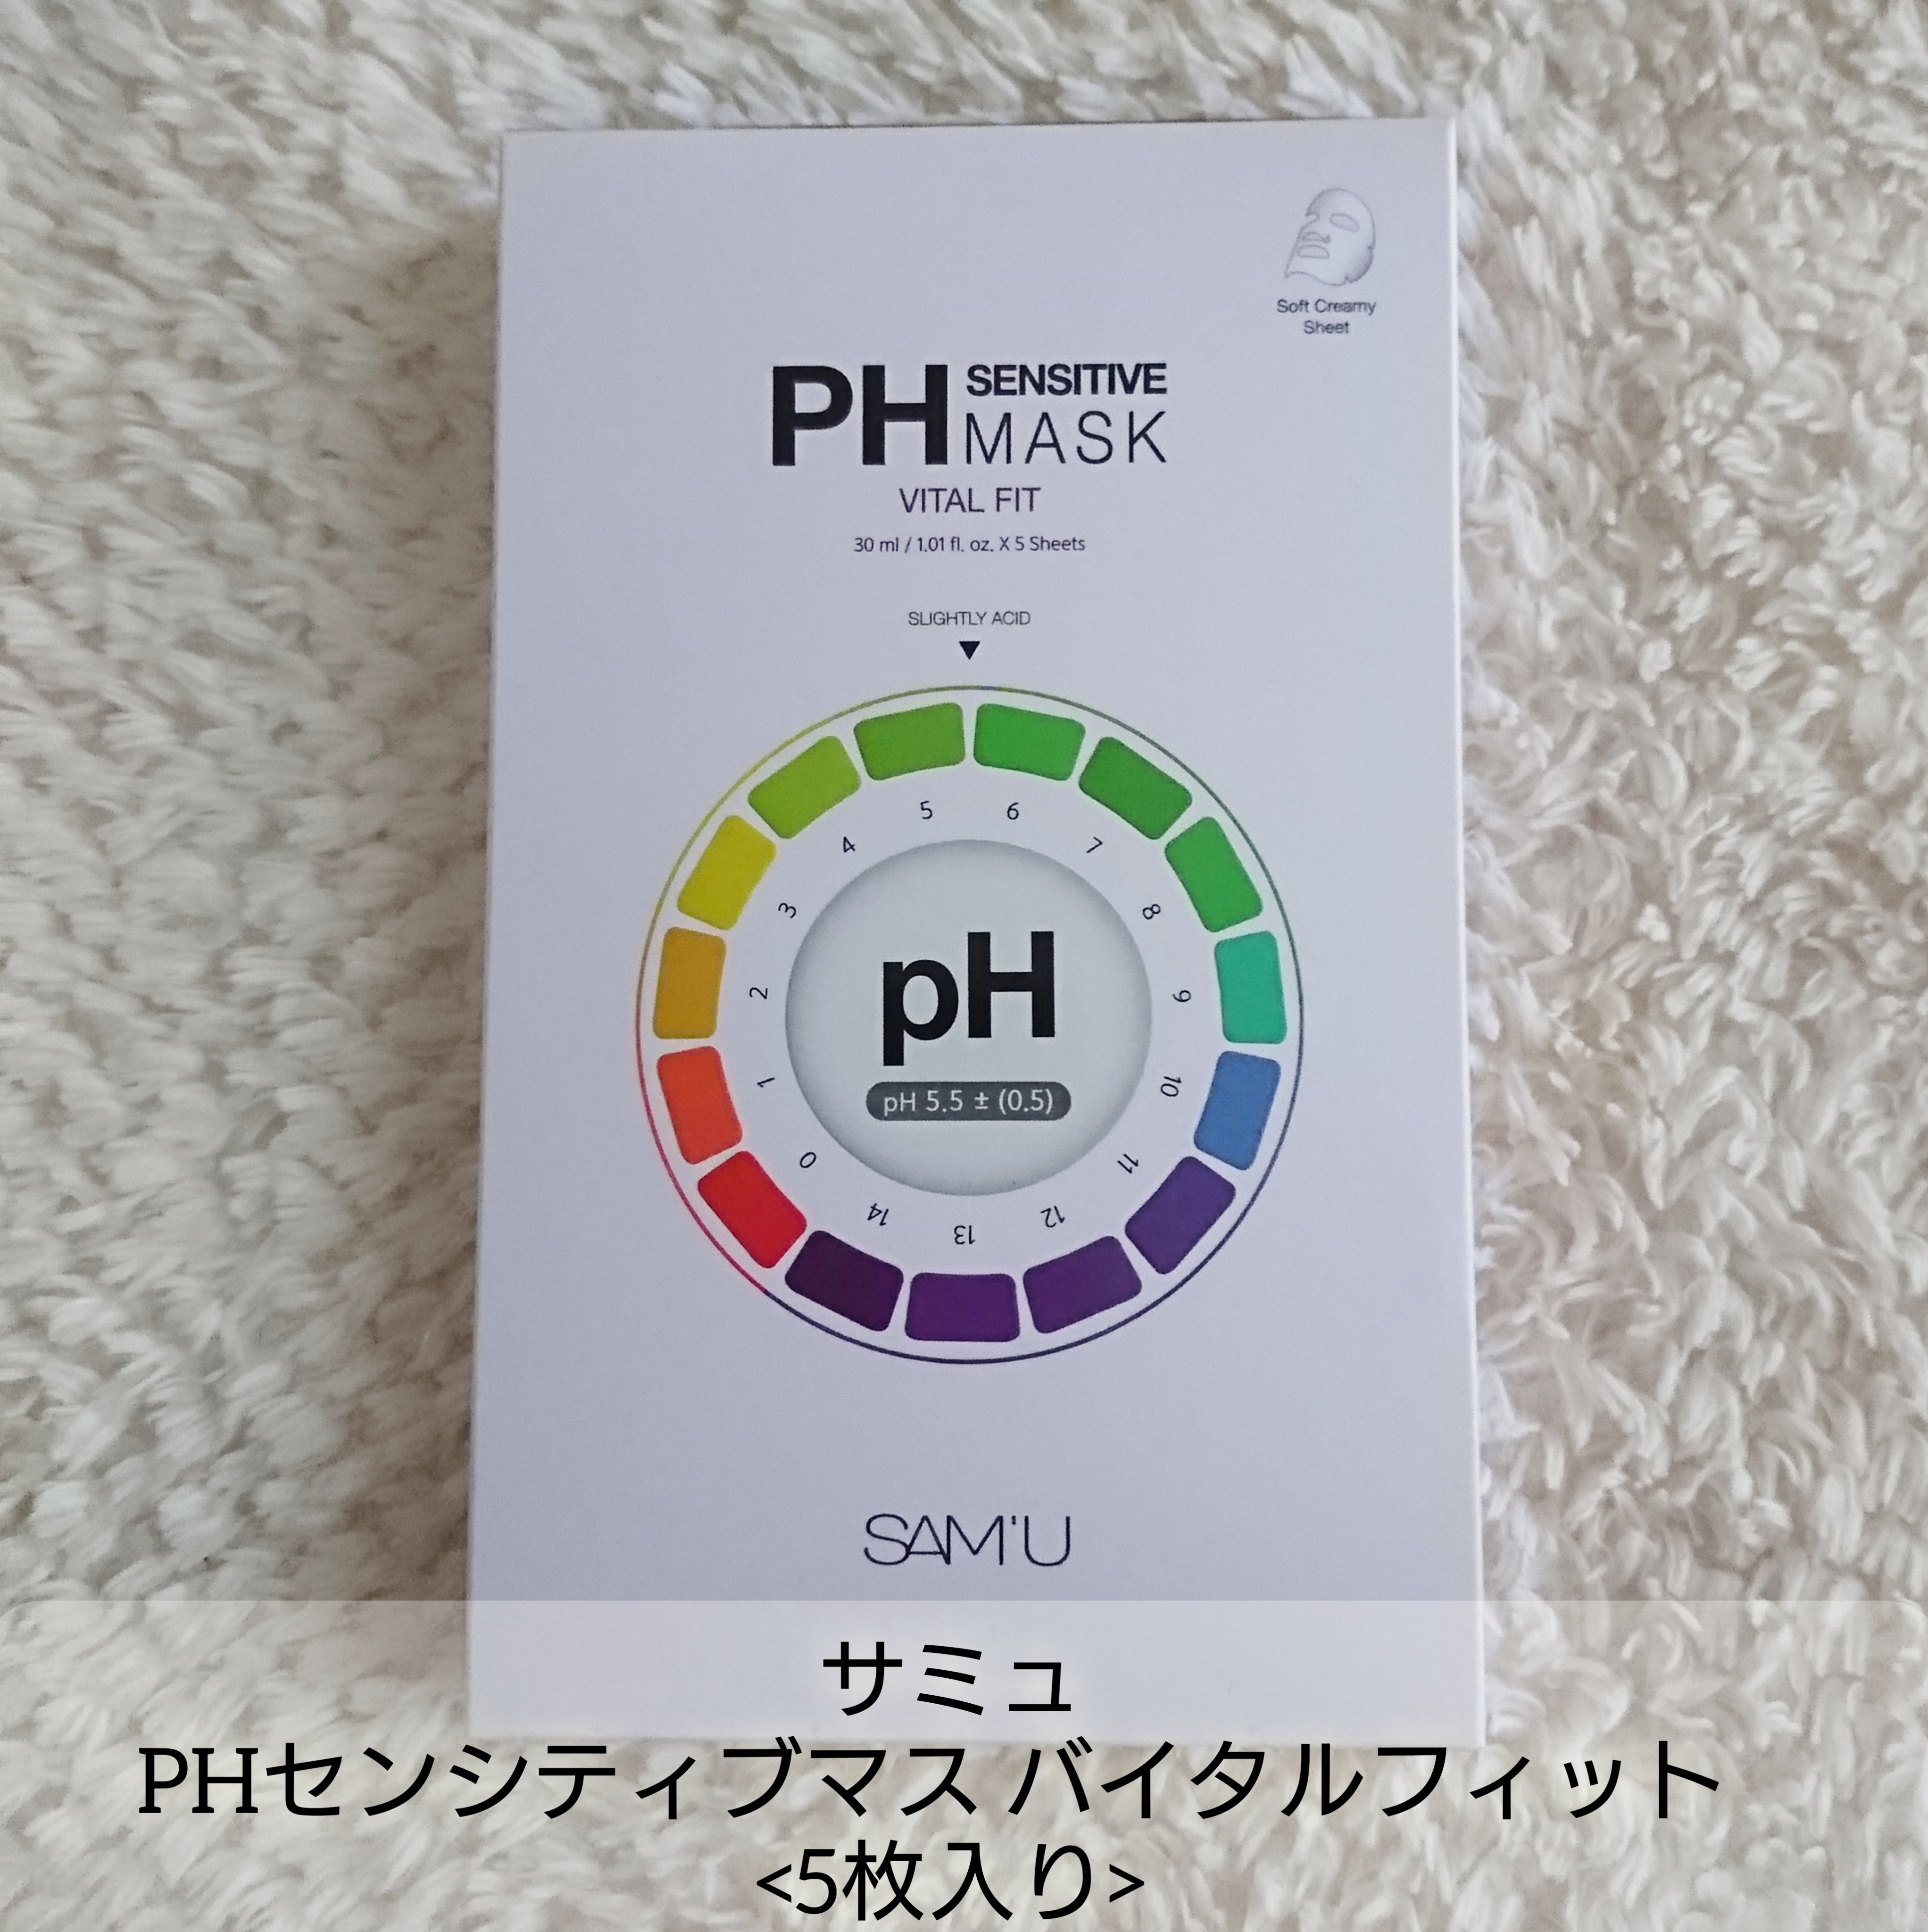 Soft Creamy
Sheet
PH SENSITIVE
MASK
VITAL FIT
30 ml / 1.01 fl. oz. X 5 Sheets
SLIGHTLY ACID
0
1
2
3
4
5
6
7
8
9
10
11
12
13
14
pH
pH 5.5 ± (0.5)
SAM'U
サミュ
PHセンシティブマス バイタルフィット
<5枚入り>